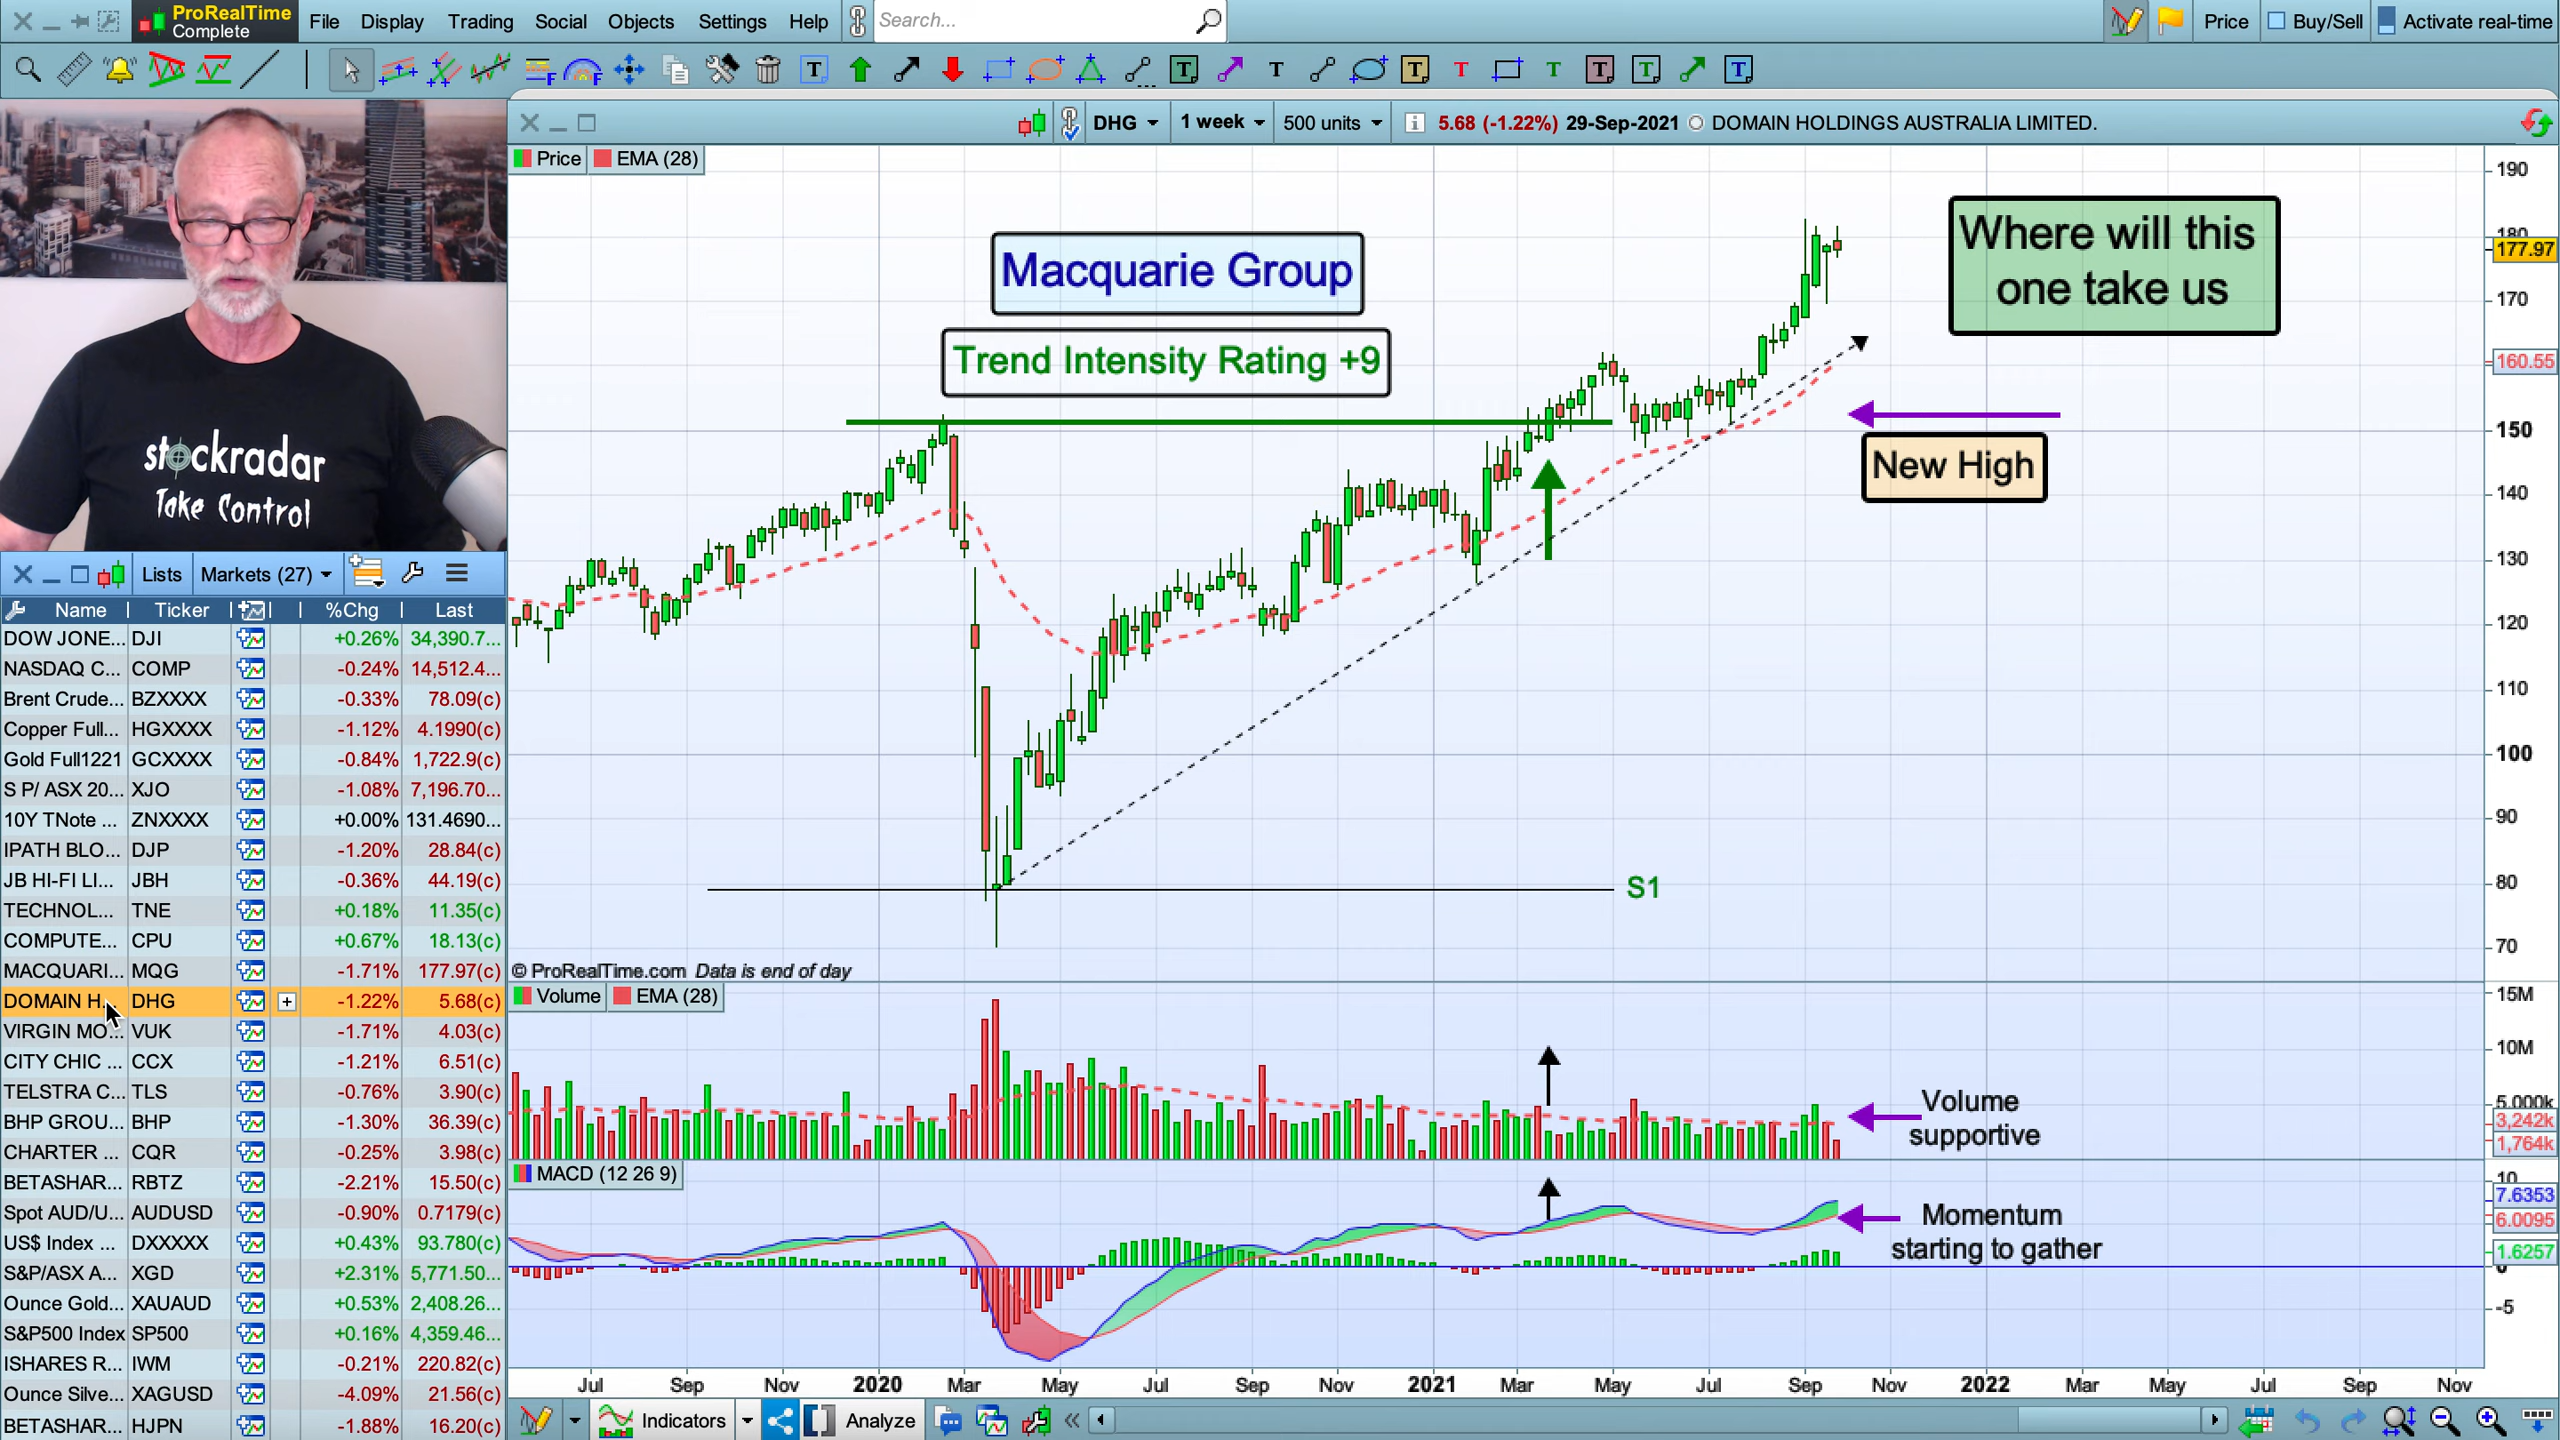 ProRealTime
Complete
File Display Trading Social Objects Settings Help
Search...
Price Buy/Sell Activate real-time
DHG 1 week 500 units 5.68 (-1.22%) 29-Sep-2021 DOMAIN HOLDINGS AUSTRALIA LIMITED.
Price EMA (28)
stockradar
Take Control
Macquarie Group
Trend Intensity Rating +9
Where will this
one take us
New High
S1
190
180
177.97
170
160.55
150
140
130
120
110
100
90
80
70
© ProRealTime.com Data is end of day
Volume EMA (28)
15M
10M
5.000k
3,242k
1,764k
Volume
supportive
MACD (12 26 9)
10
7.6353
6.0095
1.6257
0
-5
Momentum
starting to gather
Jul Sep Nov 2020 Mar May Jul Sep Nov 2021 Mar May Jul Sep Nov 2022 Mar May Jul Sep Nov
Indicators Analyze
Lists Markets (27)
Name Ticker %Chg Last
DOW JONE... DJI +0.26% 34,390.7...
NASDAQ C... COMP -0.24% 14,512.4...
Brent Crude... BZXXXX -0.33% 78.09(c)
Copper Full... HGXXXX -1.12% 4.1990(c)
Gold Full1221 GCXXXX -0.84% 1,722.9(c)
S P/ ASX 20... XJO -1.08% 7,196.70...
10Y TNote ... ZNXXXX +0.00% 131.4690...
IPATH BLO... DJP -1.20% 28.84(c)
JB HI-FI LI... JBH -0.36% 44.19(c)
TECHNOL... TNE +0.18% 11.35(c)
COMPUTE... CPU +0.67% 18.13(c)
MACQUARI... MQG -1.71% 177.97(c)
DOMAIN H... DHG -1.22% 5.68(c)
VIRGIN MO... VUK -1.71% 4.03(c)
CITY CHIC ... CCX -1.21% 6.51(c)
TELSTRA C... TLS -0.76% 3.90(c)
BHP GROU... BHP -1.30% 36.39(c)
CHARTER ... CQR -0.25% 3.98(c)
BETASHAR... RBTZ -2.21% 15.50(c)
Spot AUD/U... AUDUSD -0.90% 0.7179(c)
US$ Index ... DXXXXX +0.43% 93.780(c)
S&P/ASX A... XGD +2.31% 5,771.50...
Ounce Gold... XAUAUD +0.53% 2,408.26...
S&P500 Index SP500 +0.16% 4,359.46...
ISHARES R... IWM -0.21% 220.82(c)
Ounce Silve... XAGUSD -4.09% 21.56(c)
BETASHAR... HJPN -1.88% 16.20(c)